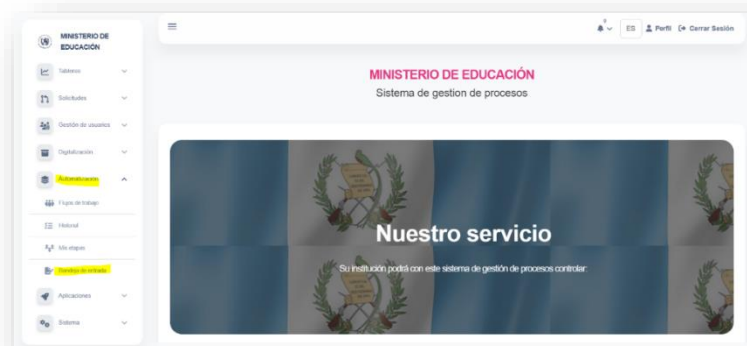 MINISTERIO DE
EDUCACIÓN
Tableros
Solicitudes
Gestión de usuarios
Digitalización
Automatización
Flujos de trabajo
Historial
Mis etapas
Bandeja de entrada
Aplicaciones
Sistema
ES Perfil Cerrar Sesión
MINISTERIO DE EDUCACIÓN
Sistema de gestion de procesos
Nuestro servicio
Su institución podrá con este sistema de gestión de procesos controlar: